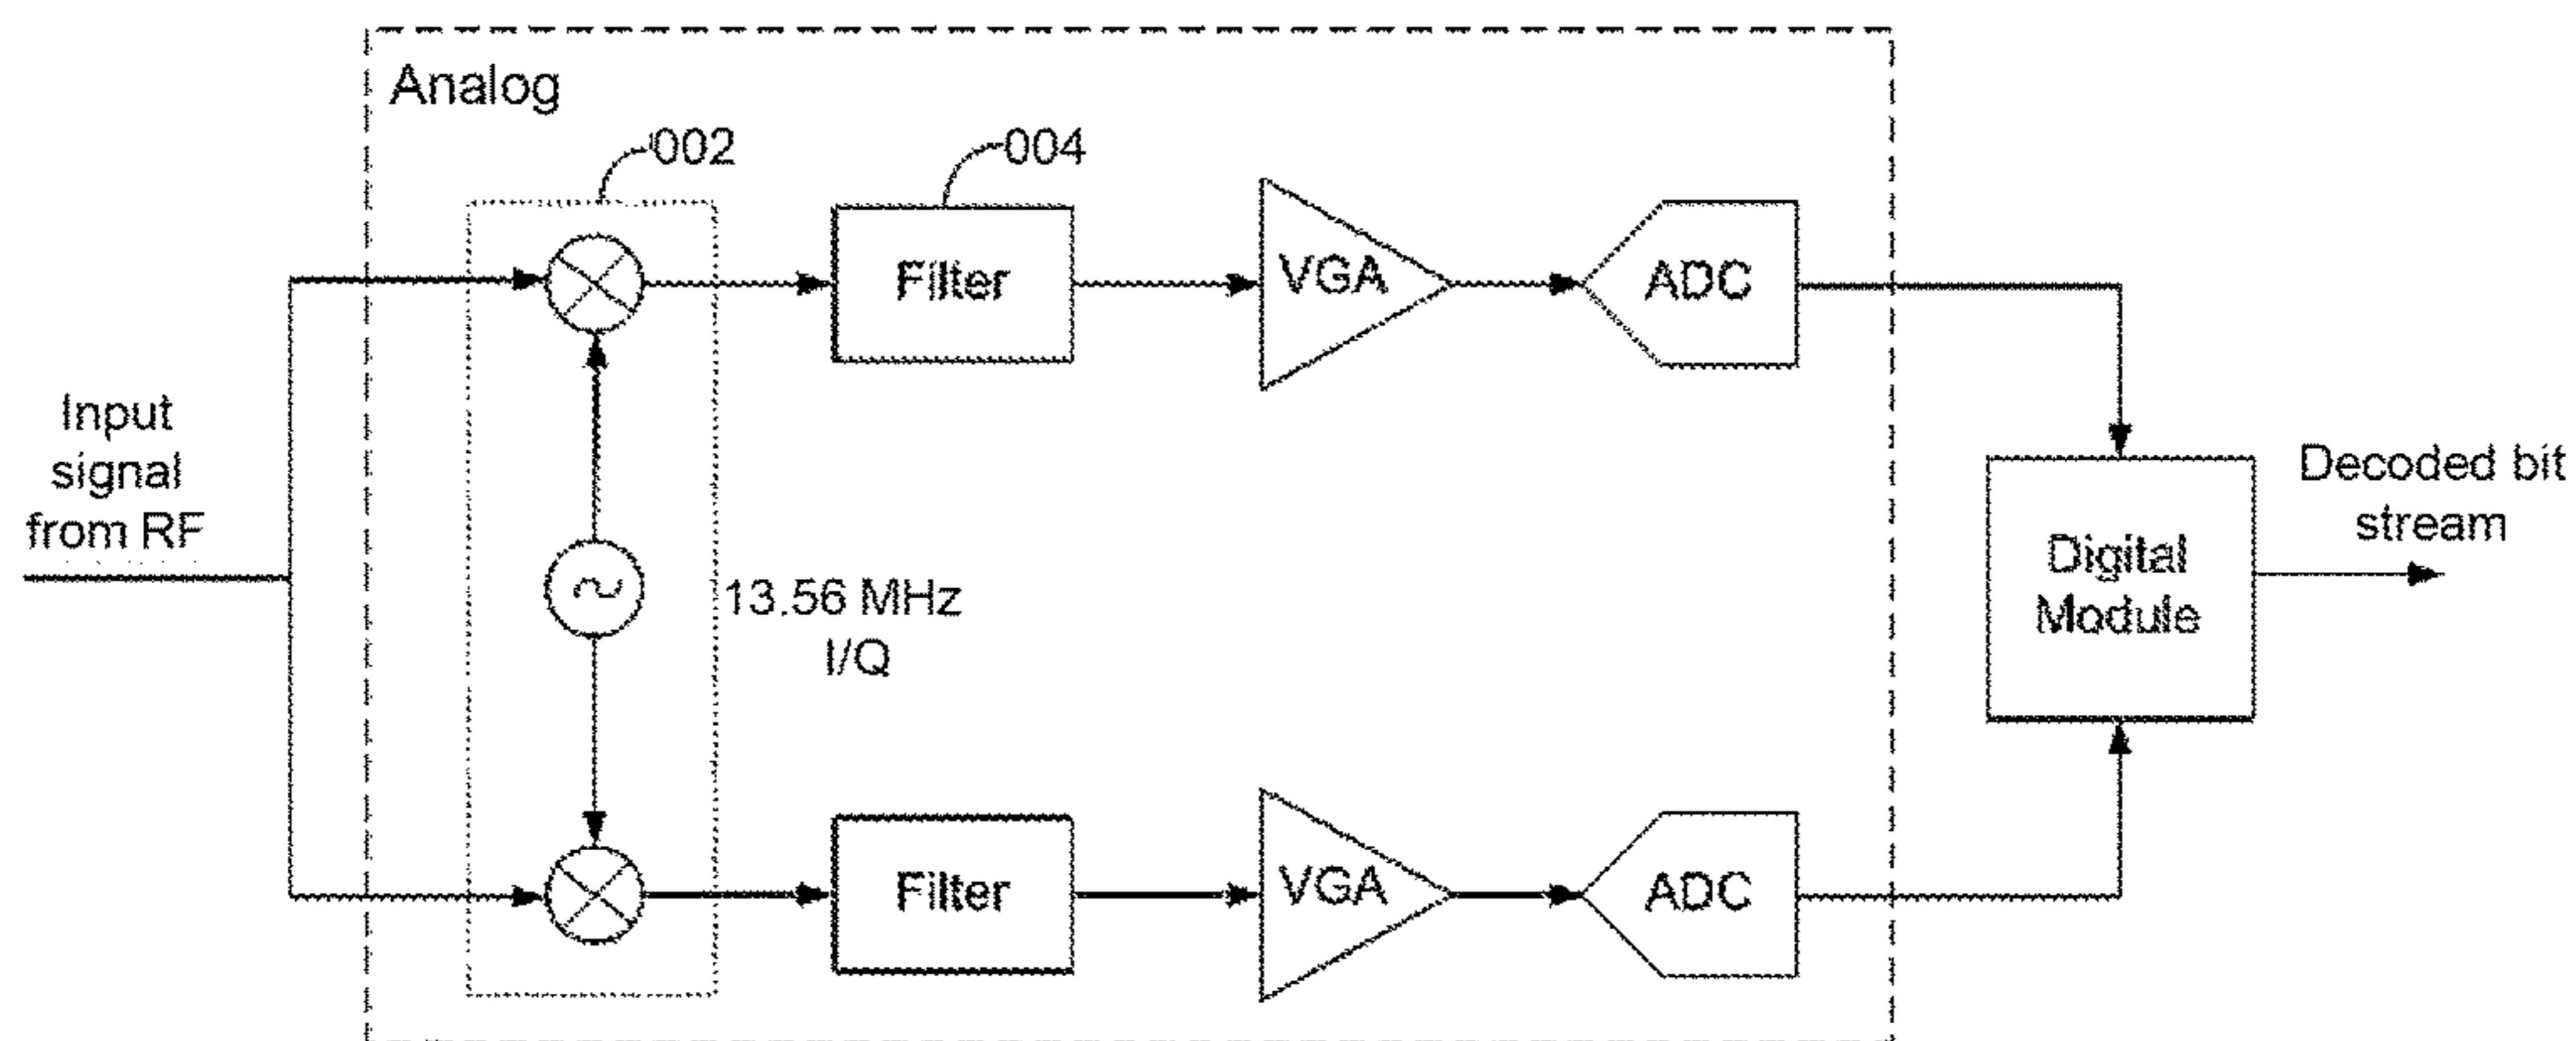 Analog
002
004
Filter
VGA
ADC
Input
signal
from RF
13.56 MHz
I/Q
Digital
Module
Decoded bit
stream
Filter
VGA
ADC